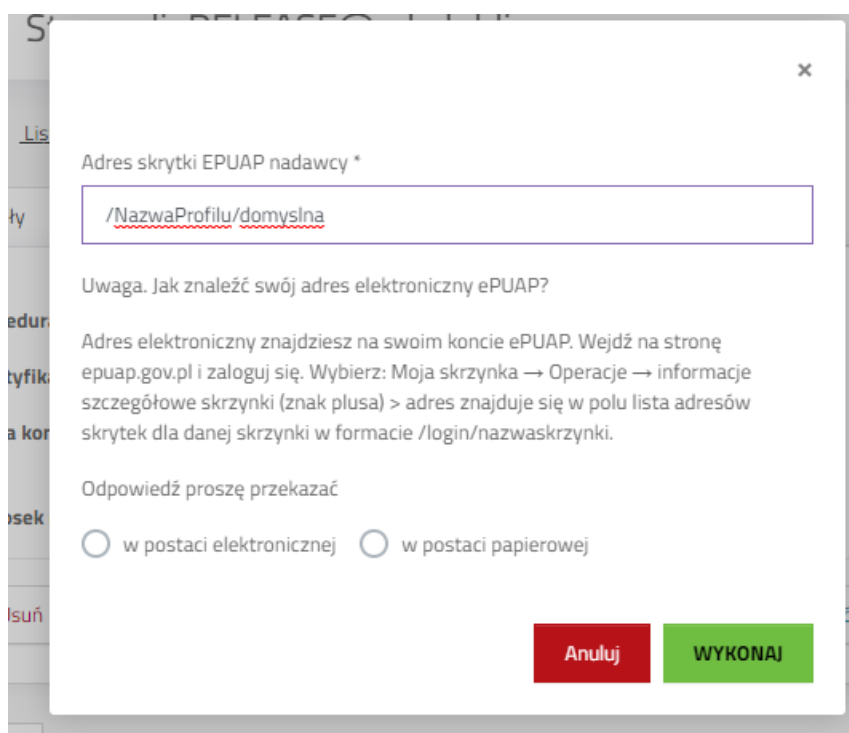 ×
Lis
Adres skrytki EPUAP nadawcy *
/NazwaProfilu/domyslna
Uwaga. Jak znaleźć swój adres elektroniczny ePUAP?
Adres elektroniczny znajdziesz na swoim koncie ePUAP. Wejdź na stronę
epuap.gov.pl i zaloguj się. Wybierz: Moja skrzynka → Operacje → informacje
szczegółowe skrzynki (znak plusa) > adres znajduje się w polu lista adresów
skrytek dla danej skrzynki w formacie /login/nazwaskrzynki.
Odpowiedź proszę przekazać
w postaci elektronicznej w postaci papierowej
Anuluj WYKONAJ